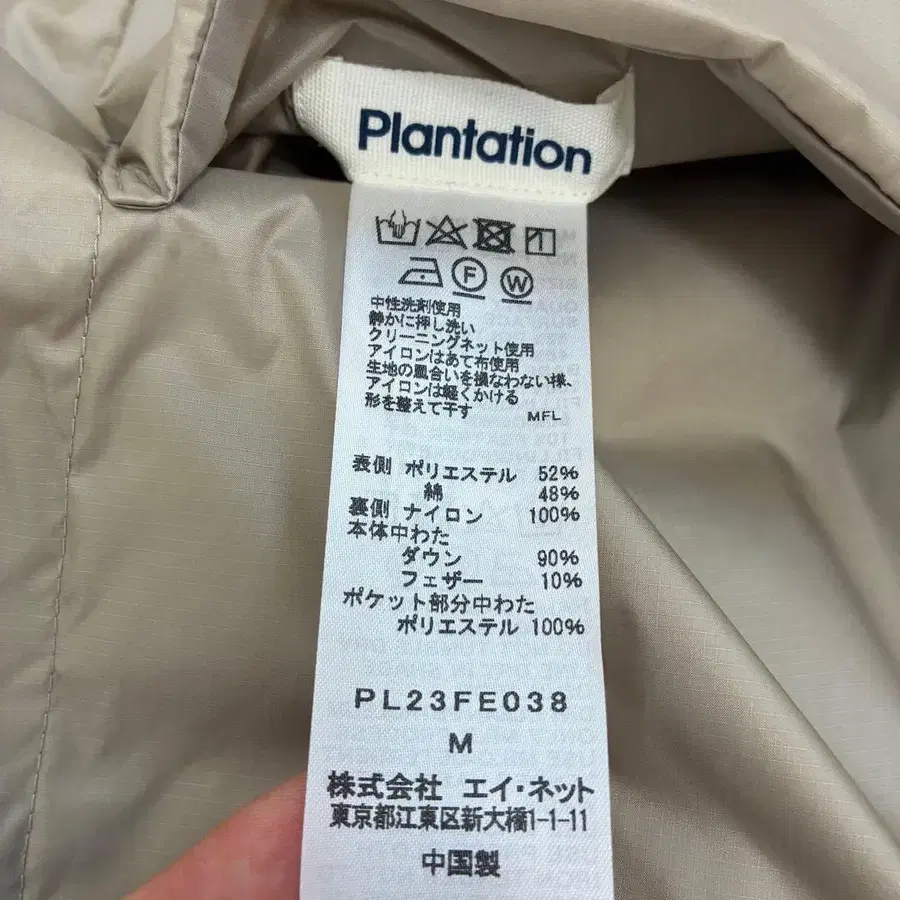 Plantation
F W
中性洗剤使用
静かに押し洗い
クリーニングネット使用
アイロンはあて布使用
生地の風合いを損なわない様、
アイロンは軽くかける
形を整えて干す MFL
表側 ポリエステル 52%
綿 48%
裏側 ナイロン 100%
本体中わた
ダウン 90%
フェザー 10%
ポケット部分中わた
ポリエステル 100%
PL23FE038
M
株式会社 エイ・ネット
東京都江東区新大橋1-1-11
中国製